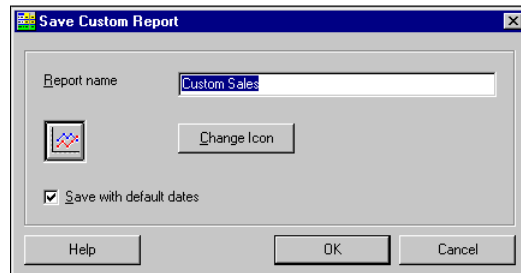 Save Custom Report
Report name
Custom Sales
Change Icon
Save with default dates
Help
OK
Cancel